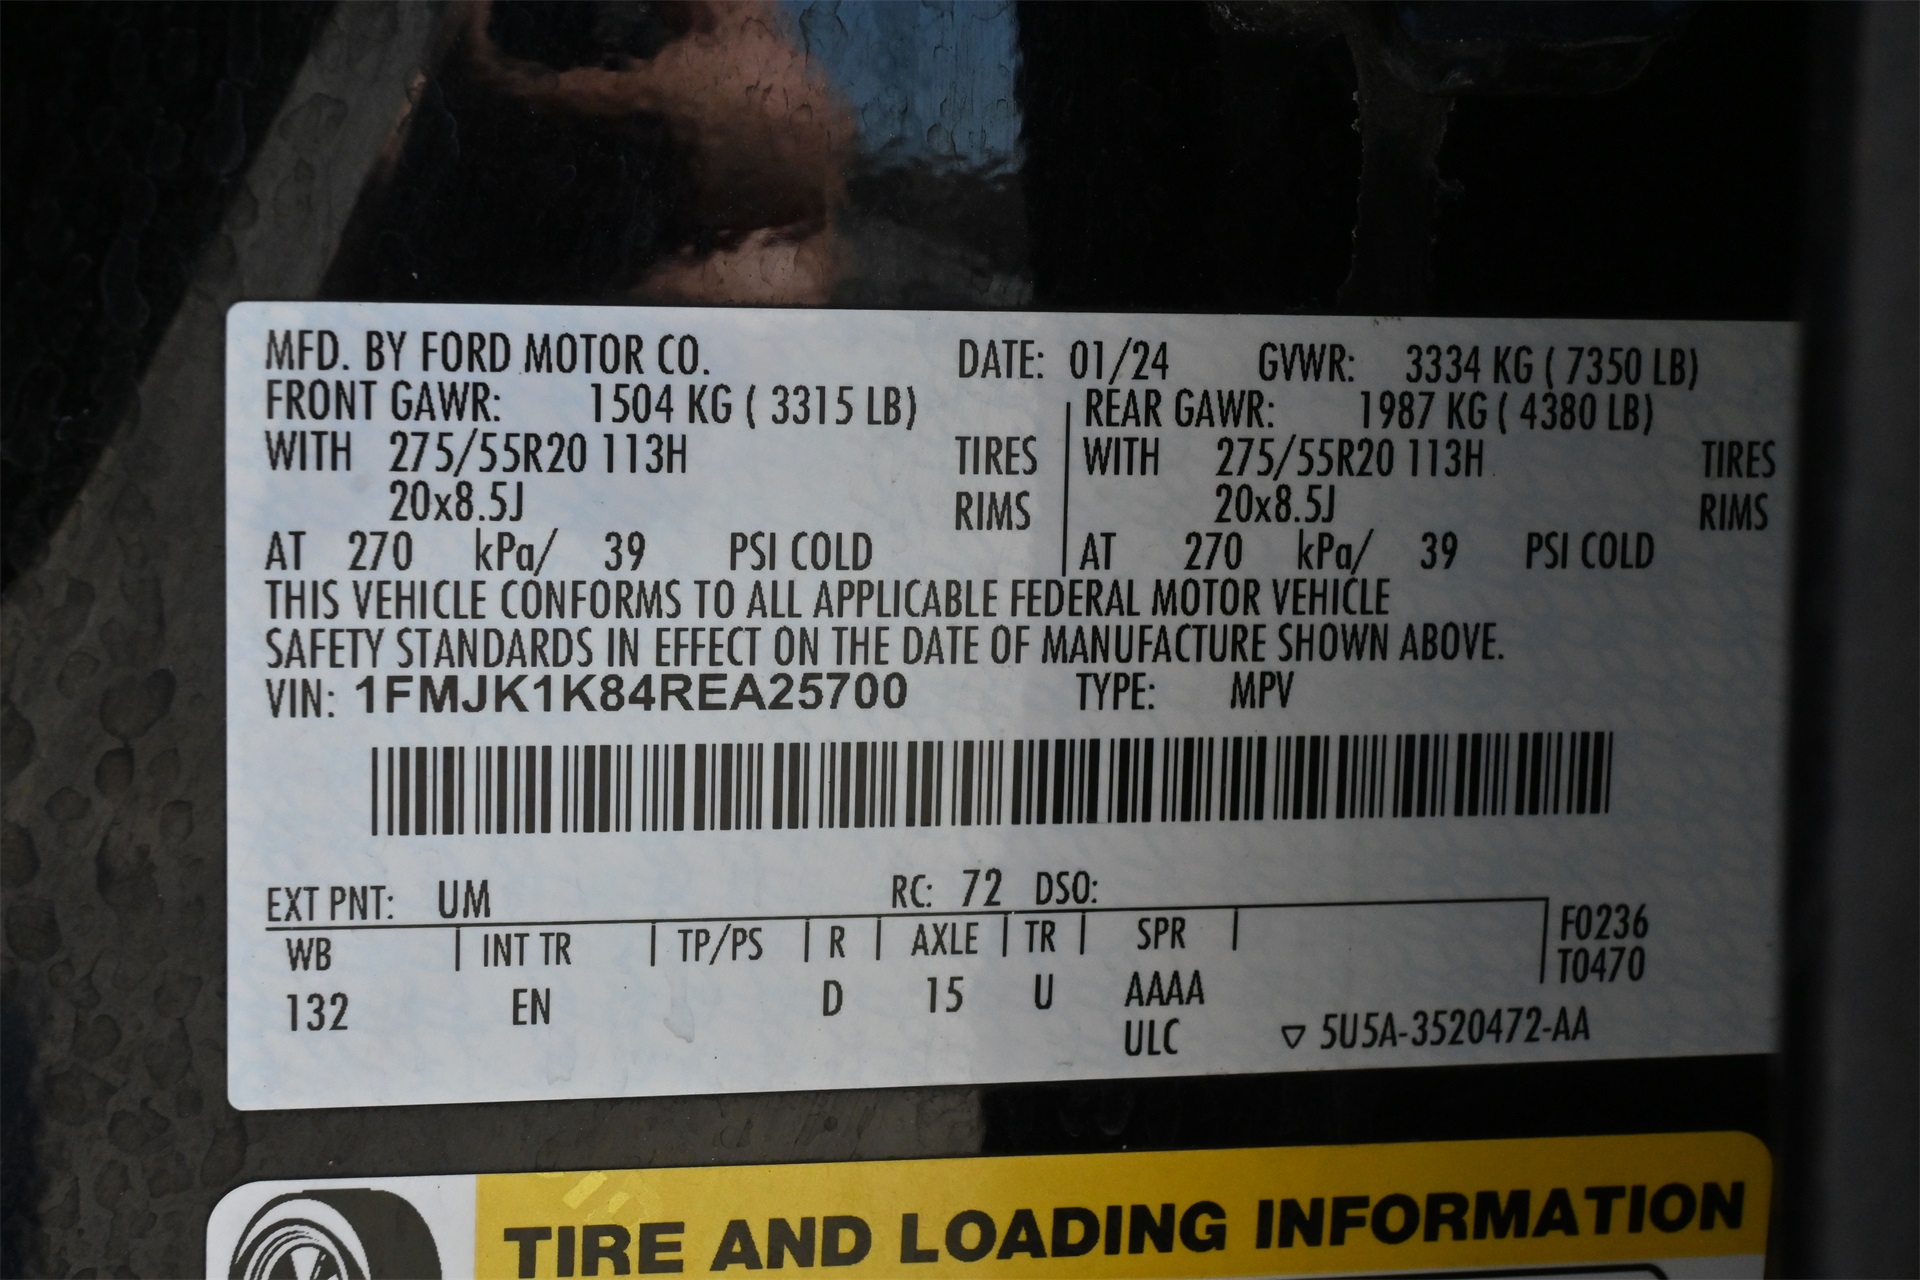 MFD. BY FORD MOTOR CO. DATE: 01/24 GVWR: 3334 KG ( 7350 LB)
FRONT GAWR: 1504 KG ( 3315 LB) REAR GAWR: 1987 KG ( 4380 LB)
WITH 275/55R20 113H TIRES WITH 275/55R20 113H TIRES
20x8.5J RIMS 20x8.5J RIMS
AT 270 kPa/ 39 PSI COLD AT 270 kPa/ 39 PSI COLD
THIS VEHICLE CONFORMS TO ALL APPLICABLE FEDERAL MOTOR VEHICLE
SAFETY STANDARDS IN EFFECT ON THE DATE OF MANUFACTURE SHOWN ABOVE.
VIN: 1FMJK1K84REA25700 TYPE: MPV
EXT PNT: UM RC: 72 DSO:
WB INT TR TP/PS R AXLE TR SPR F0236
T0470
132 EN D 15 U AAAA
ULC ▽ 5U5A-3520472-AA
TIRE AND LOADING INFORMATION